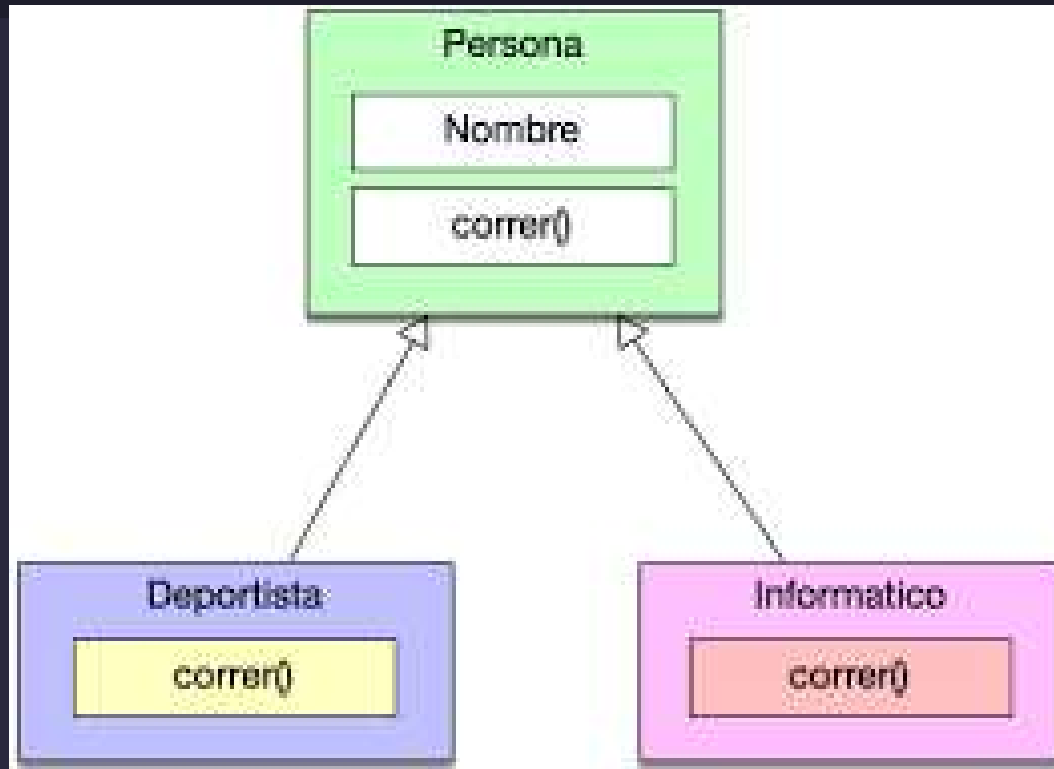 Persona
Nombre
correr()
Deportista
correr()
Informatico
correr()